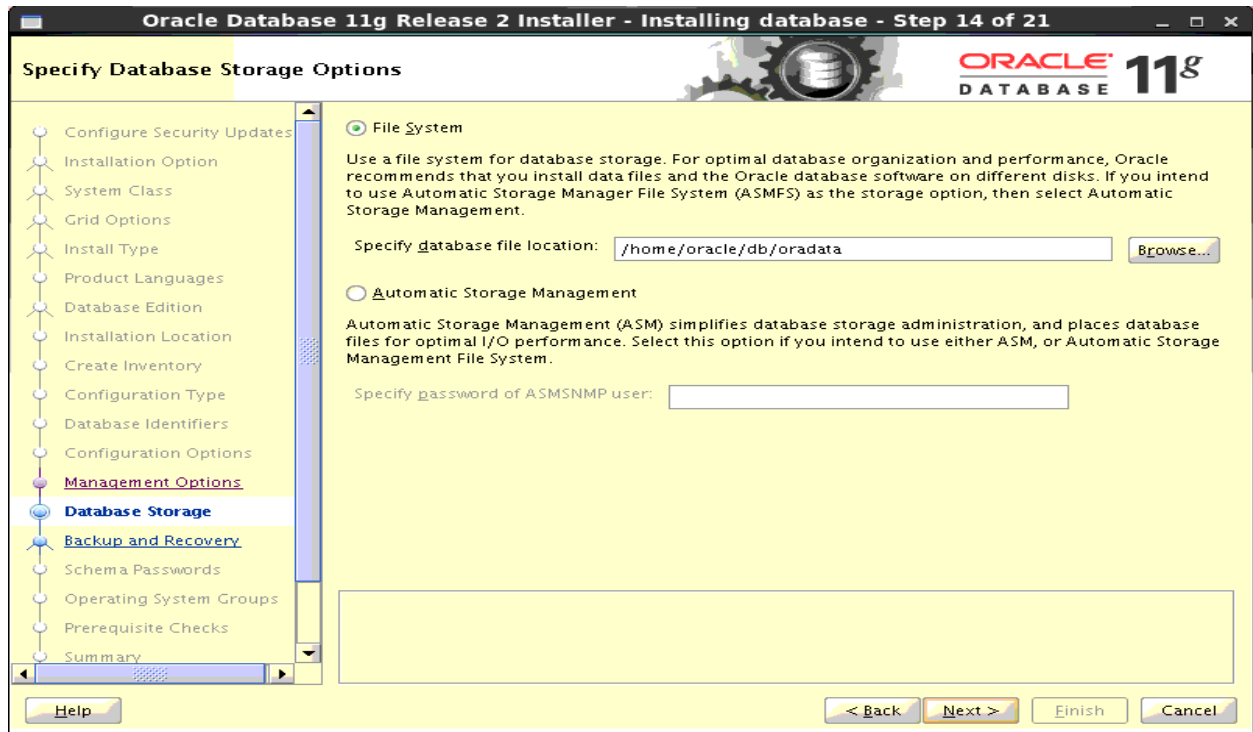 Oracle Database 11g Release 2 Installer - Installing database - Step 14 of 21
Specify Database Storage Options
ORACLE 11g
DATABASE
Configure Security Updates
Installation Option
System Class
Grid Options
Install Type
Product Languages
Database Edition
Installation Location
Create Inventory
Configuration Type
Database Identifiers
Configuration Options
Management Options
Database Storage
Backup and Recovery
Schema Passwords
Operating System Groups
Prerequisite Checks
Summary
File System
Use a file system for database storage. For optimal database organization and performance, Oracle
recommends that you install data files and the Oracle database software on different disks. If you intend
to use Automatic Storage Manager File System (ASMFS) as the storage option, then select Automatic
Storage Management.
Specify database file location: /home/oracle/db/oradata Browse...
Automatic Storage Management
Automatic Storage Management (ASM) simplifies database storage administration, and places database
files for optimal I/O performance. Select this option if you intend to use either ASM, or Automatic Storage
Management File System.
Specify password of ASMSNMP user:
Help < Back Next > Finish Cancel